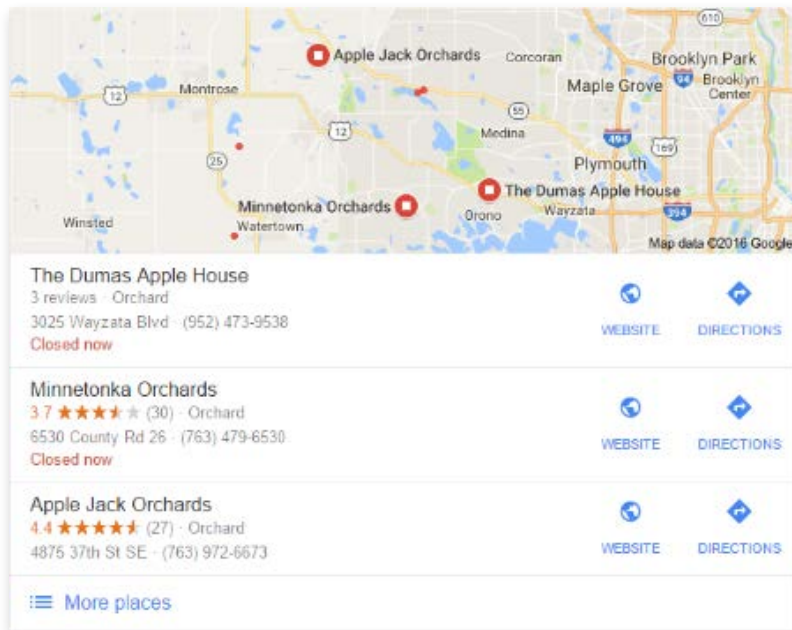 610
Apple Jack Orchards
Corcoran
Brooklyn Park
94
Brooklyn
Center
Maple Grove
Montrose
12
55
12
Medina
494
169
25
Plymouth
The Dumas Apple House
Minnetonka Orchards
Orono
Wayzata
394
Winsted
Watertown
Map data ©2016 Google
The Dumas Apple House
3 reviews · Orchard
3025 Wayzata Blvd · (952) 473-9538
Closed now
WEBSITE
DIRECTIONS
Minnetonka Orchards
3.7 ★★★★★ (30) · Orchard
6530 County Rd 26 · (763) 479-6530
Closed now
WEBSITE
DIRECTIONS
Apple Jack Orchards
4.4 ★★★★★ (27) · Orchard
4875 37th St SE · (763) 972-6673
WEBSITE
DIRECTIONS
More places